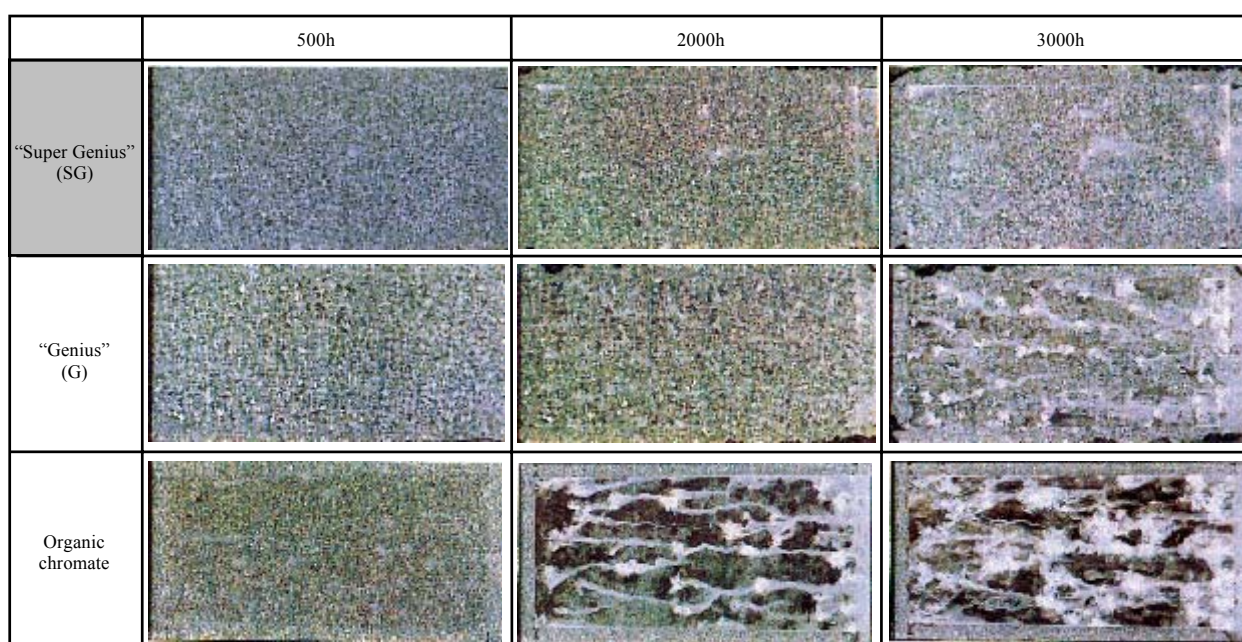 500h
2000h
3000h
“Super Genius”
(SG)
“Genius”
(G)
Organic
chromate